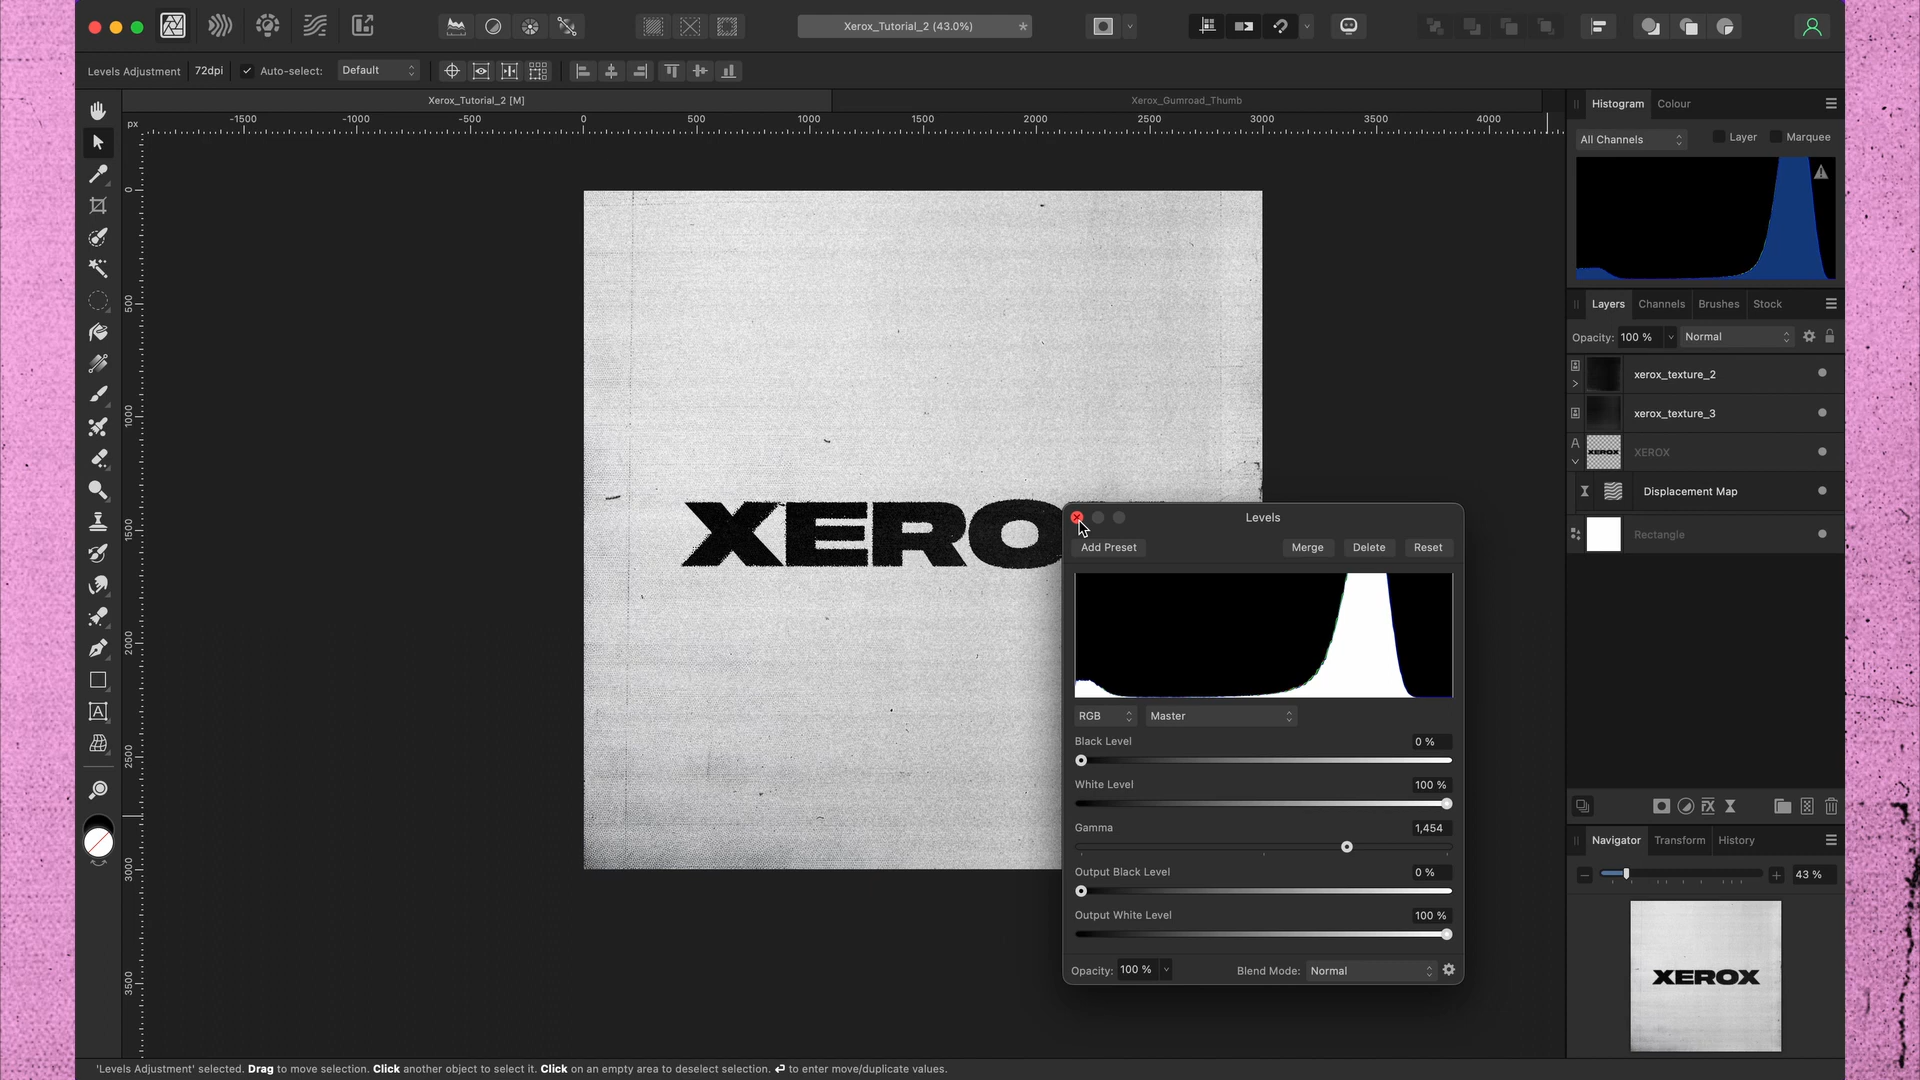 Xerox_Tutorial_2 (43.0%)
*
Levels Adjustment 72dpi Auto-select: Default
Xerox_Tutorial_2 [M] Xerox_Gumroad_Thumb
px -1500 -1000 -500 0 500 1000 1500 2000 2500 3000 3500 4000
0
500
1000
1500
2000
2500
3000
3500
XERO
Levels
Add Preset Merge Delete Reset
RGB Master
Black Level 0 %
White Level 100 %
Gamma 1,454
Output Black Level 0 %
Output White Level 100 %
Opacity: 100 % Blend Mode: Normal
Histogram Colour
All Channels Layer Marquee
Layers Channels Brushes Stock
Opacity: 100 % Normal
xerox_texture_2
xerox_texture_3
A XEROX XEROX
Displacement Map
Rectangle
Navigator Transform History
43 %
XEROX
'Levels Adjustment' selected. Drag to move selection. Click another object to select it. Click on an empty area to deselect selection. ↵ to enter move/duplicate values.